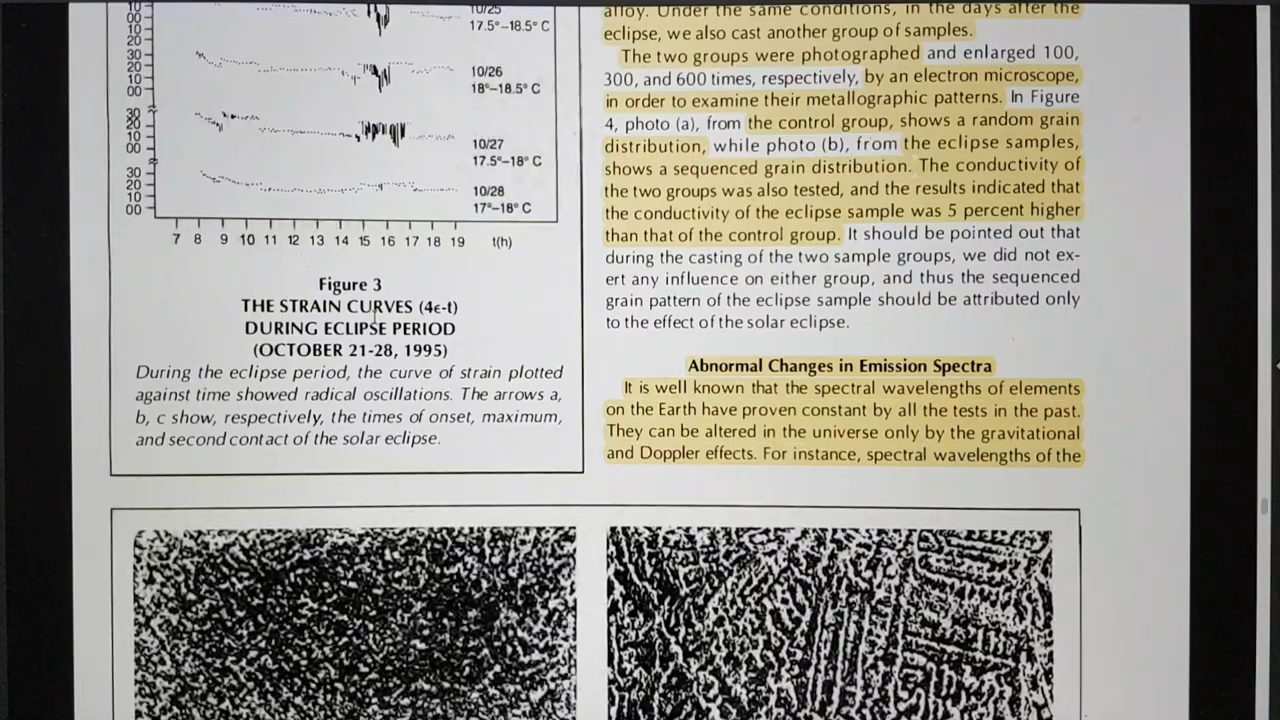 10
00
20
10/25
17.5°–18.5° C
30
20
10
00
10/26
18°–18.5° C
30
20
10
00
10/27
17.5°–18° C
30
20
10
00
10/28
17°–18° C
7 8 9 10 11 12 13 14 15 16 17 18 19 t(h)
Figure 3
THE STRAIN CURVES (4ϵ-t)
DURING ECLIPSE PERIOD
(OCTOBER 21-28, 1995)
During the eclipse period, the curve of strain plotted
against time showed radical oscillations. The arrows a,
b, c show, respectively, the times of onset, maximum,
and second contact of the solar eclipse.
alloy. Under the same conditions, in the days after the
eclipse, we also cast another group of samples.
The two groups were photographed and enlarged 100,
300, and 600 times, respectively, by an electron microscope,
in order to examine their metallographic patterns. In Figure
4, photo (a), from the control group, shows a random grain
distribution, while photo (b), from the eclipse samples,
shows a sequenced grain distribution. The conductivity of
the two groups was also tested, and the results indicated that
the conductivity of the eclipse sample was 5 percent higher
than that of the control group. It should be pointed out that
during the casting of the two sample groups, we did not ex-
ert any influence on either group, and thus the sequenced
grain pattern of the eclipse sample should be attributed only
to the effect of the solar eclipse.
Abnormal Changes in Emission Spectra
It is well known that the spectral wavelengths of elements
on the Earth have proven constant by all the tests in the past.
They can be altered in the universe only by the gravitational
and Doppler effects. For instance, spectral wavelengths of the